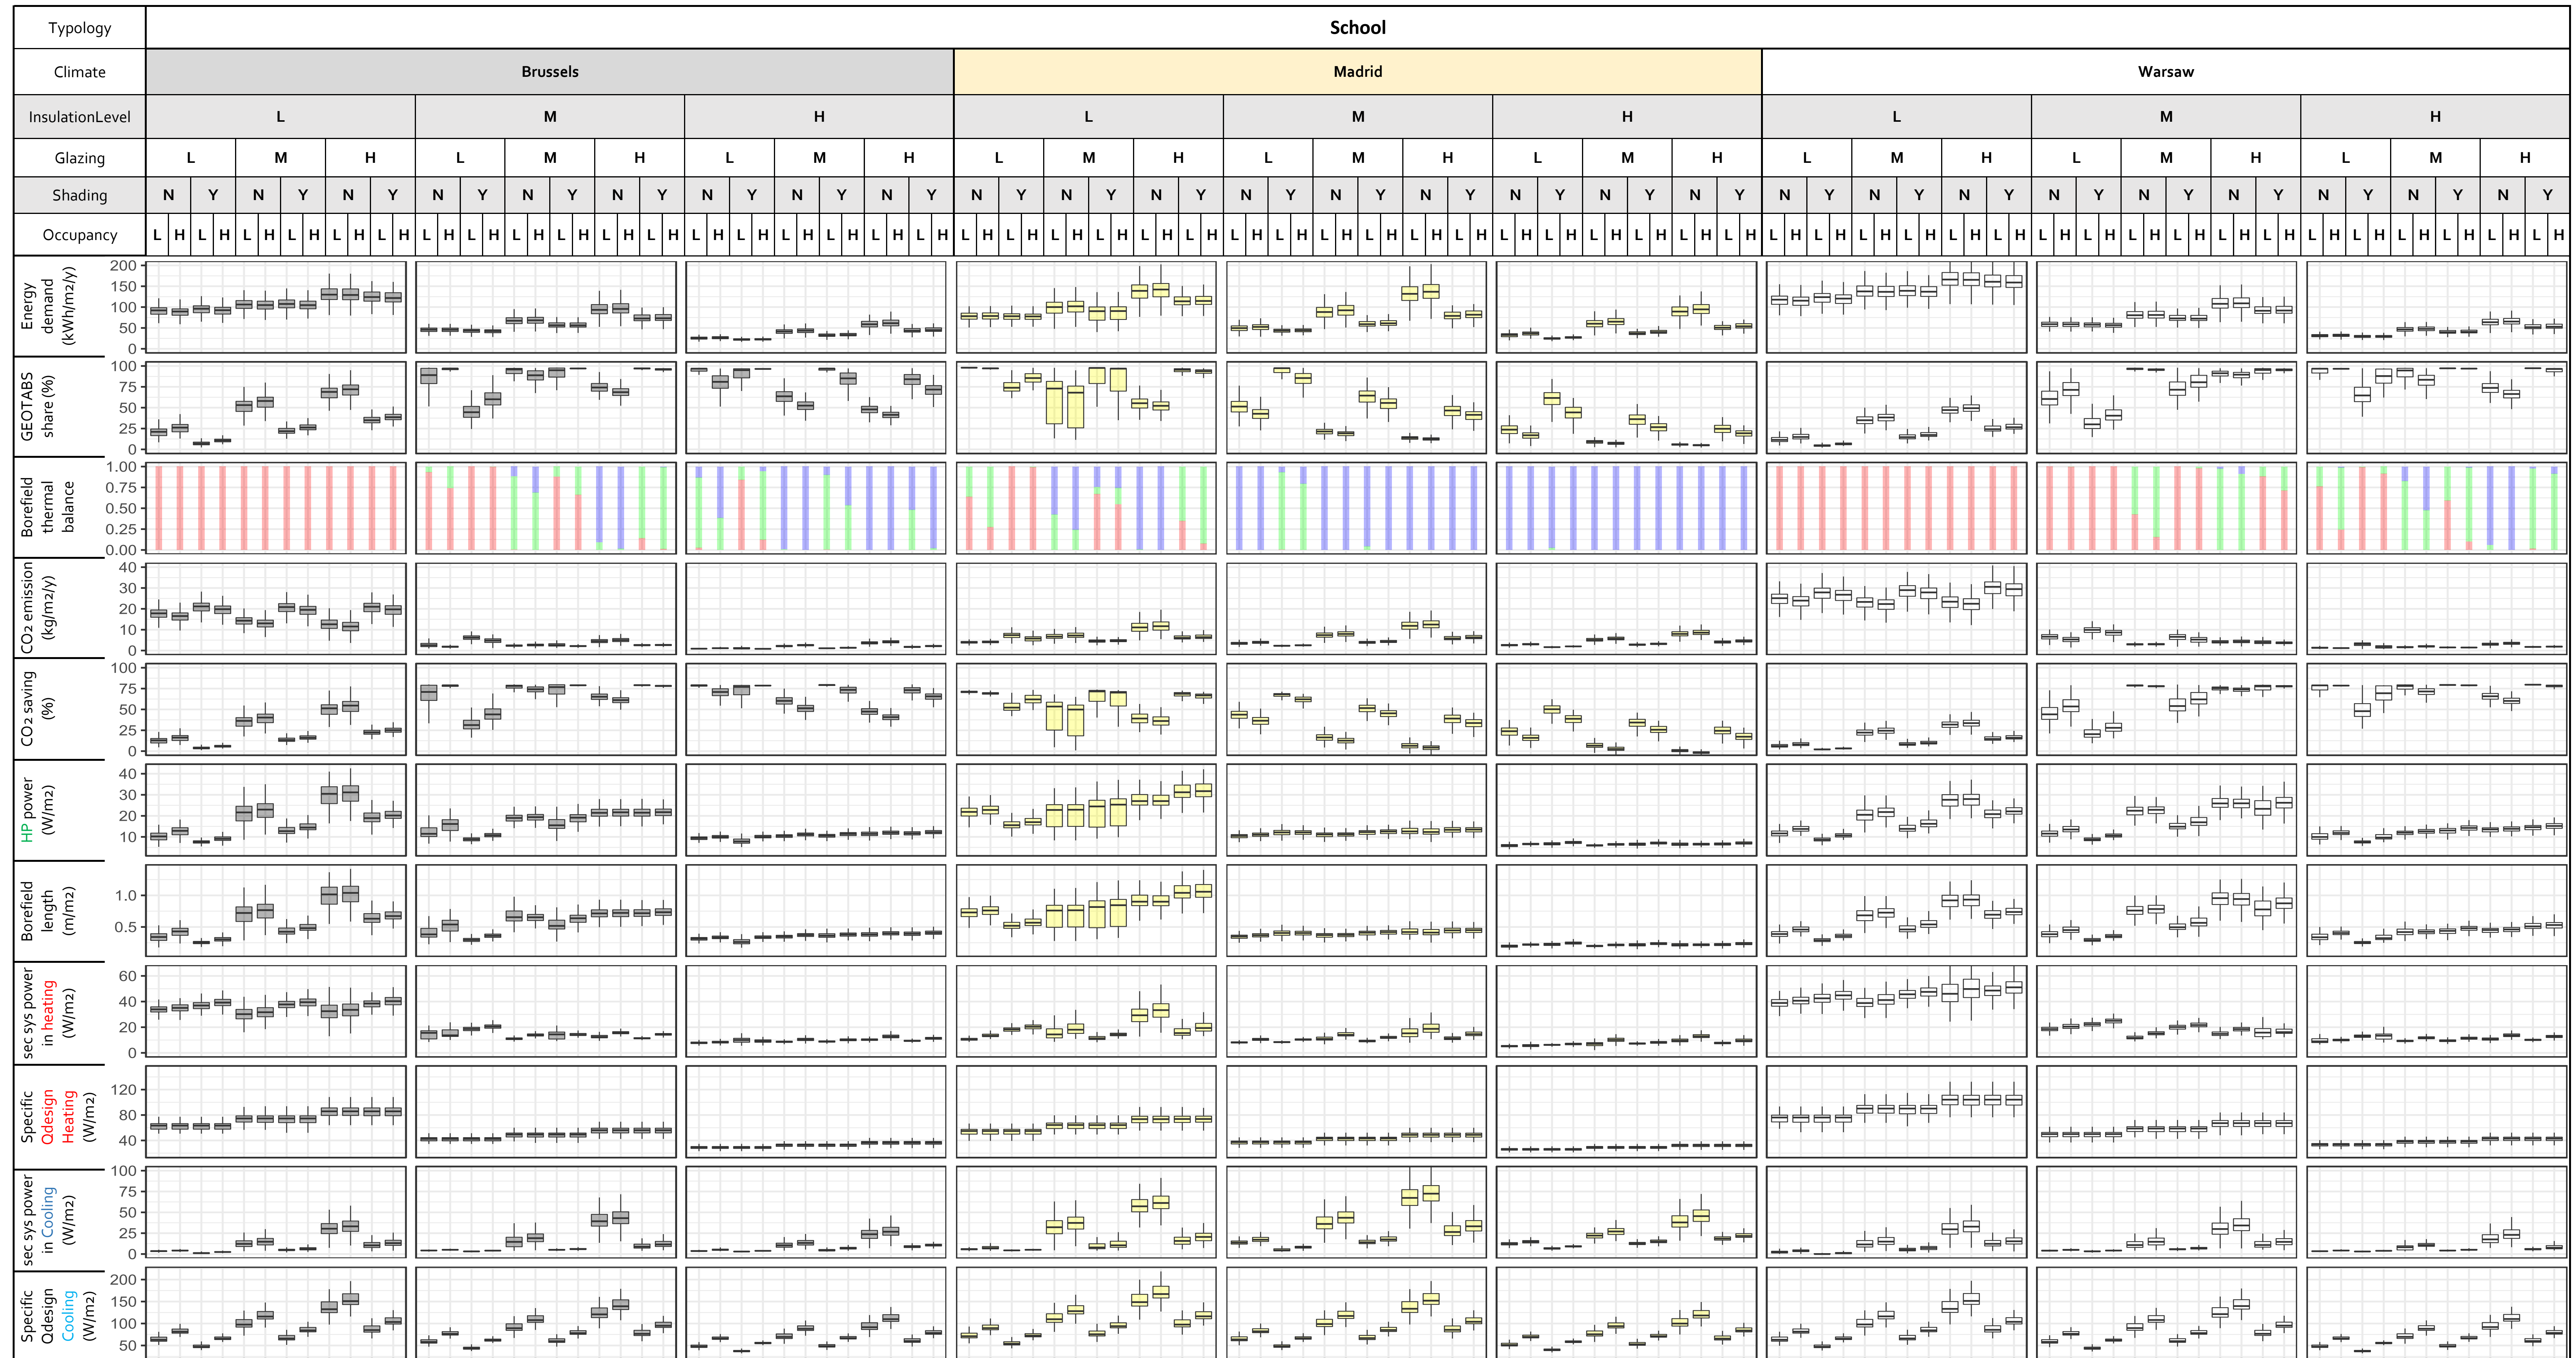 Typology School
Climate Brussels Madrid Warsaw
InsulationLevel L M H L M H L M H
Glazing L M H L M H L M H L M H L M H L M H L M H L M H L M H
Shading N Y N Y N Y N Y N Y N Y N Y N Y N Y N Y N Y N Y N Y N Y N Y N Y N Y N Y N Y N Y N Y N Y N Y N Y N Y N Y N Y
Occupancy L H L H L H L H L H L H L H L H L H L H L H L H L H L H L H L H L H L H L H L H L H L H L H L H L H L H L H L H L H L H L H L H L H L H L H L H L H L H L H L H L H L H L H L H L H L H L H L H L H L H L H L H L H L H L H L H
Energy
demand
(kWh/m2/y)
200
150
100
50
0
GEOTABS
share (%)
100
75
50
25
0
Borefield
thermal
balance
1.00
0.75
0.50
0.25
0.00
CO2 emission
(kg/m2/y)
40
30
20
10
0
CO2 saving
(%)
100
75
50
25
0
HP power
(W/m2)
40
30
20
10
Borefield
length
(m/m2)
1.0
0.5
sec sys power
in heating
(W/m2)
60
40
20
0
Specific
Qdesign
Heating
(W/m2)
120
80
40
sec sys power
in Cooling
(W/m2)
100
75
50
25
0
Specific
Qdesign
Cooling
(W/m2)
200
150
100
50